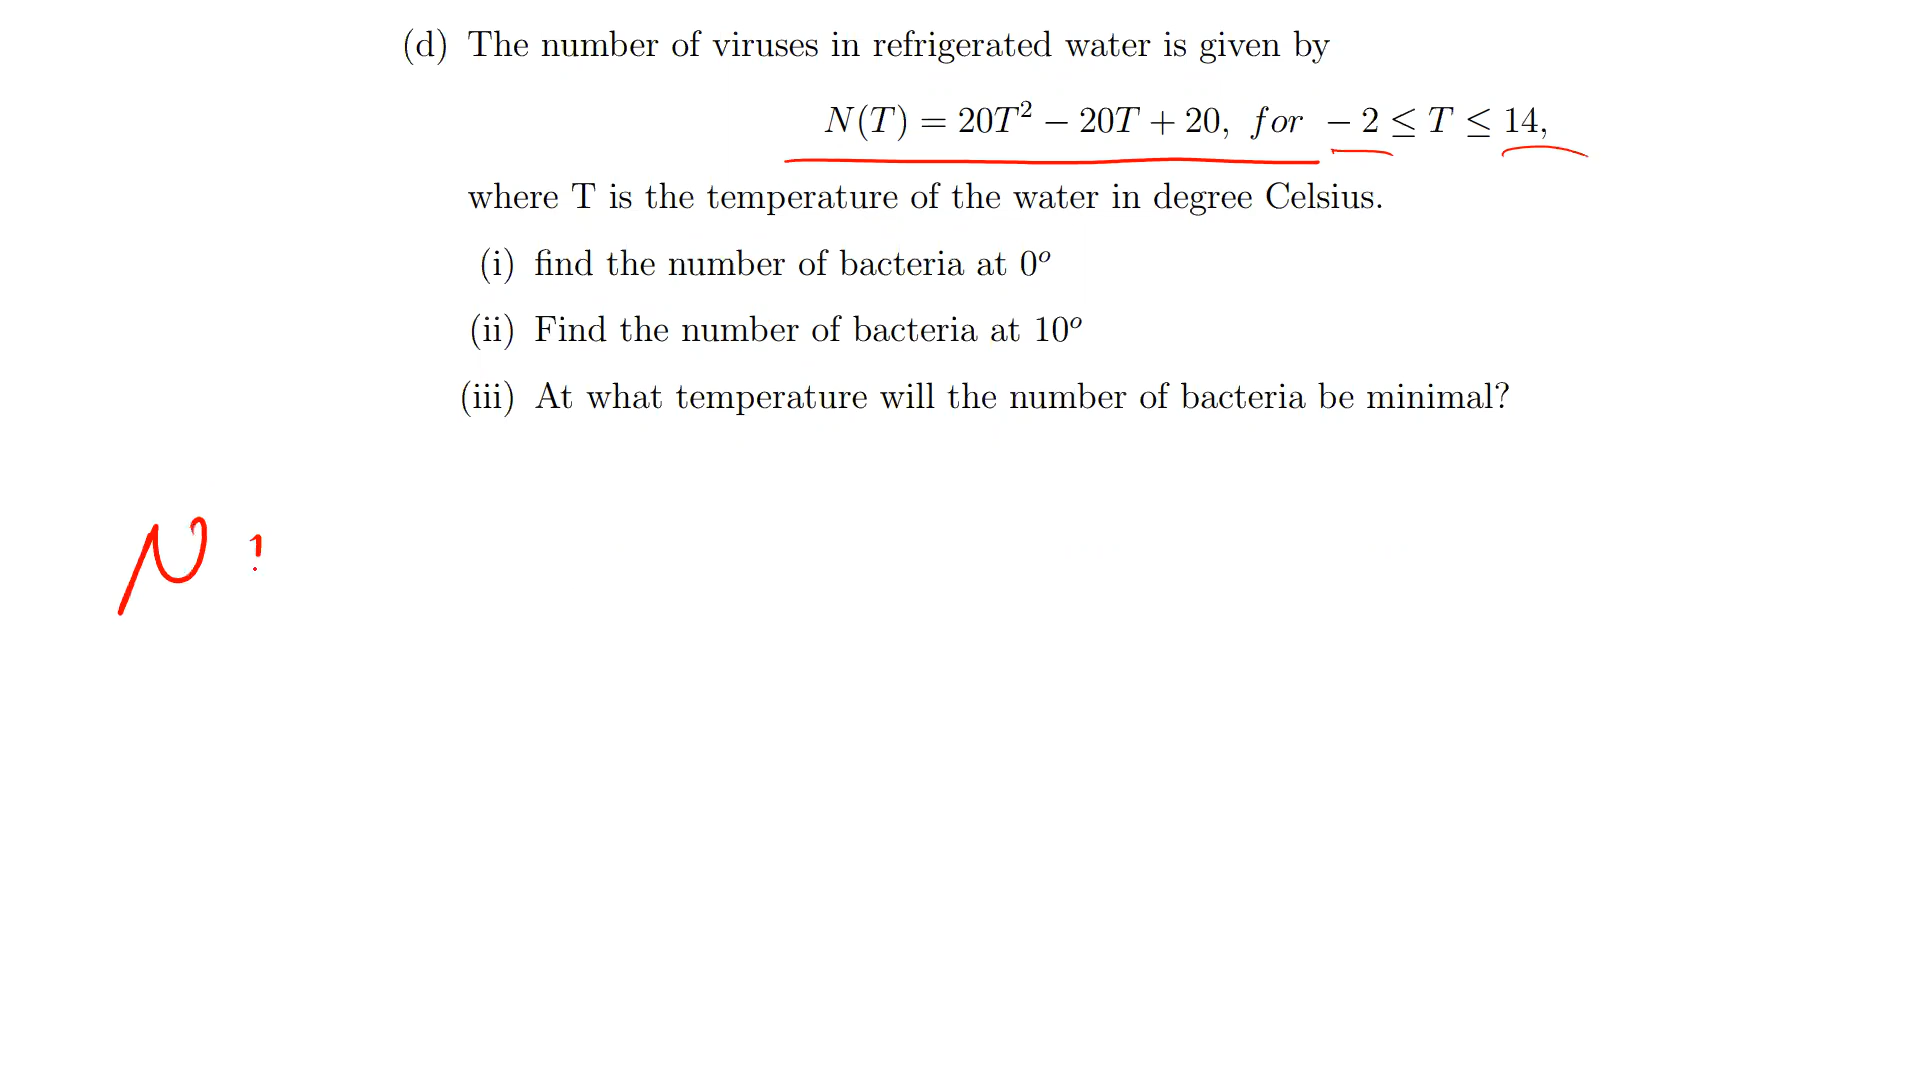 (d) The number of viruses in refrigerated water is given by
N(T) = 20T² − 20T + 20, for − 2 ≤ T ≤ 14,
where T is the temperature of the water in degree Celsius.
(i) find the number of bacteria at 0ᵒ
(ii) Find the number of bacteria at 10ᵒ
(iii) At what temperature will the number of bacteria be minimal?
N